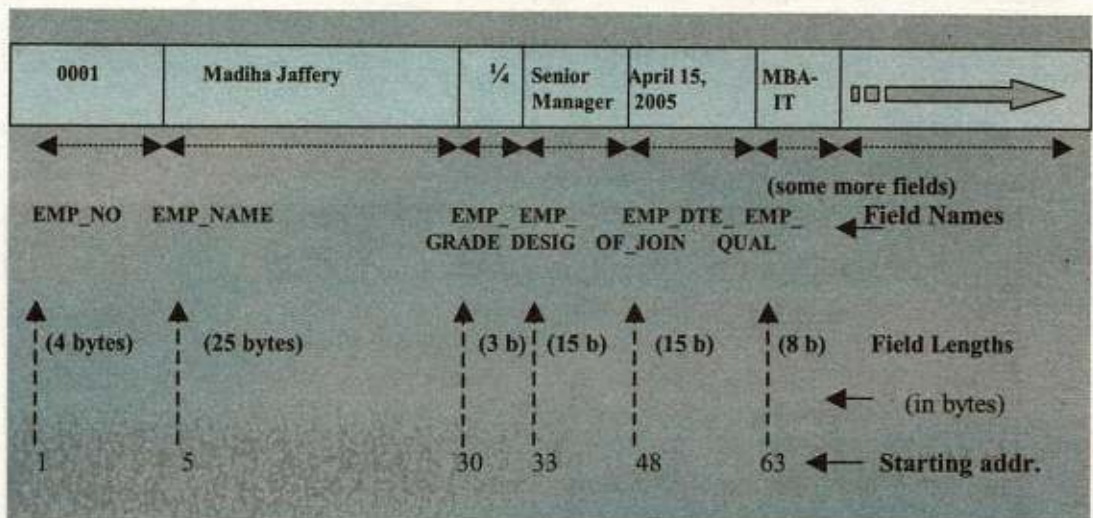 0001 Madiha Jaffery ¼ Senior April 15, MBA-
Manager 2005 IT
(some more fields)
EMP_NO EMP_NAME EMP_ EMP_ EMP_DTE_ EMP_ Field Names
GRADE DESIG OF_JOIN QUAL
(4 bytes) (25 bytes) (3 b) (15 b) (15 b) (8 b) Field Lengths
(in bytes)
1 5 30 33 48 63 Starting addr.